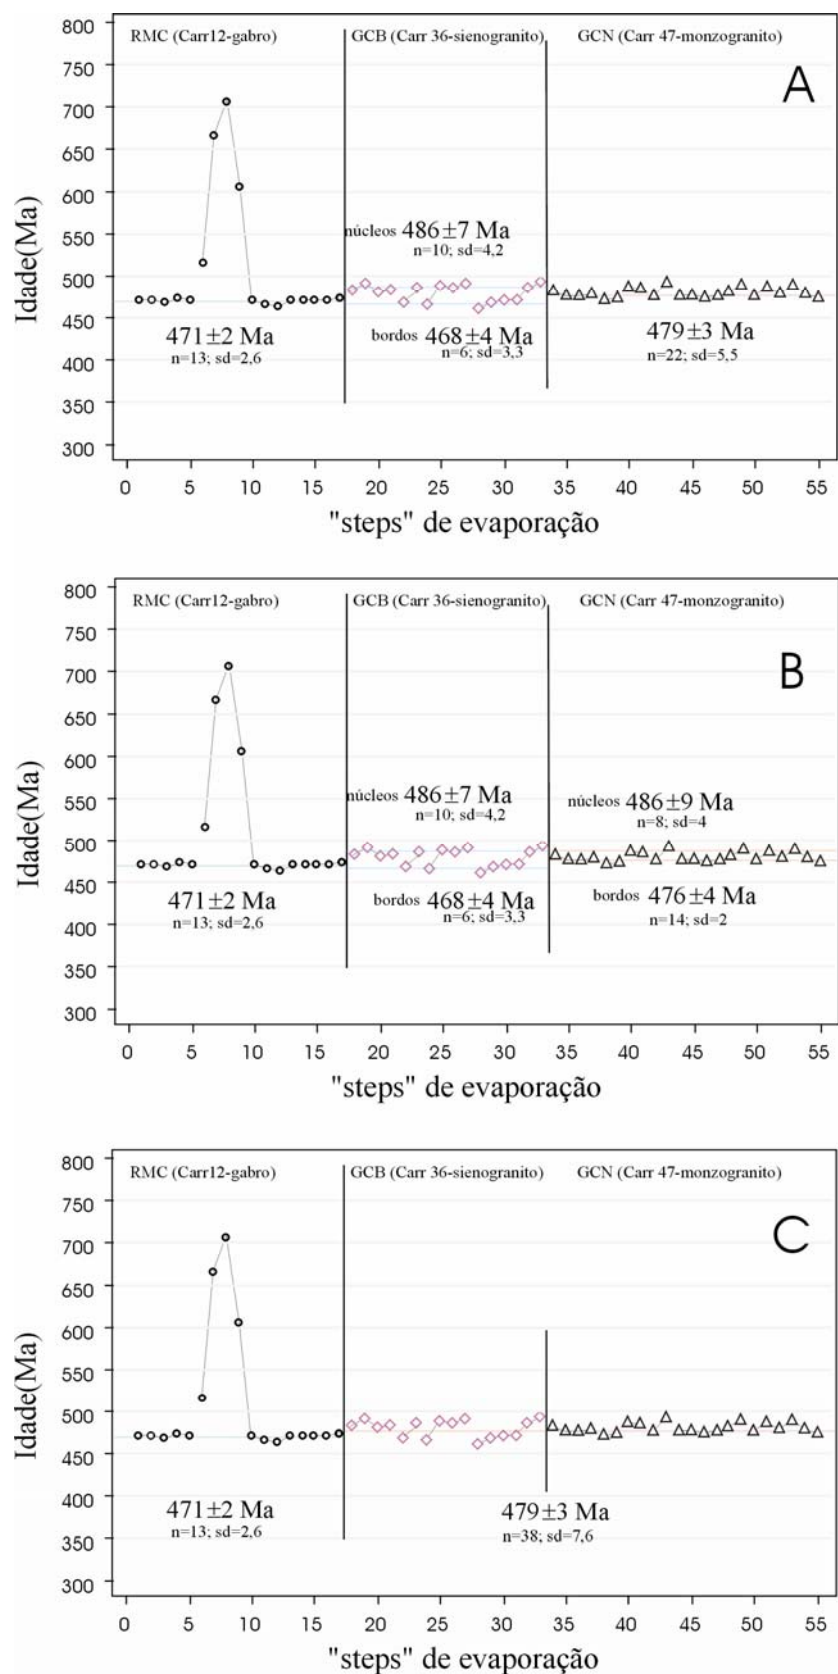 800
RMC (Carr12-gabro) GCB (Carr 36-sienogranito) GCN (Carr 47-monzogranito)
750
A
700
650
600
550
núcleos 486±7 Ma
n=10; sd=4,2
500
450
471±2 Ma bordos 468±4 Ma 479±3 Ma
n=13; sd=2,6 n=6; sd=3,3 n=22; sd=5,5
400
350
300
Idade(Ma)
0 5 10 15 20 25 30 35 40 45 50 55
"steps" de evaporação
800
RMC (Carr12-gabro) GCB (Carr 36-sienogranito) GCN (Carr 47-monzogranito)
750
B
700
650
600
550
núcleos 486±7 Ma núcleos 486±9 Ma
n=10; sd=4,2 n=8; sd=4
500
450
471±2 Ma bordos 468±4 Ma bordos 476±4 Ma
n=13; sd=2,6 n=6; sd=3,3 n=14; sd=2
400
350
300
Idade(Ma)
0 5 10 15 20 25 30 35 40 45 50 55
"steps" de evaporação
800
RMC (Carr12-gabro) GCB (Carr 36-sienogranito) GCN (Carr 47-monzogranito)
750
C
700
650
600
550
500
450
400
471±2 Ma 479±3 Ma
n=13; sd=2,6 n=38; sd=7,6
350
300
Idade(Ma)
0 5 10 15 20 25 30 35 40 45 50 55
"steps" de evaporação